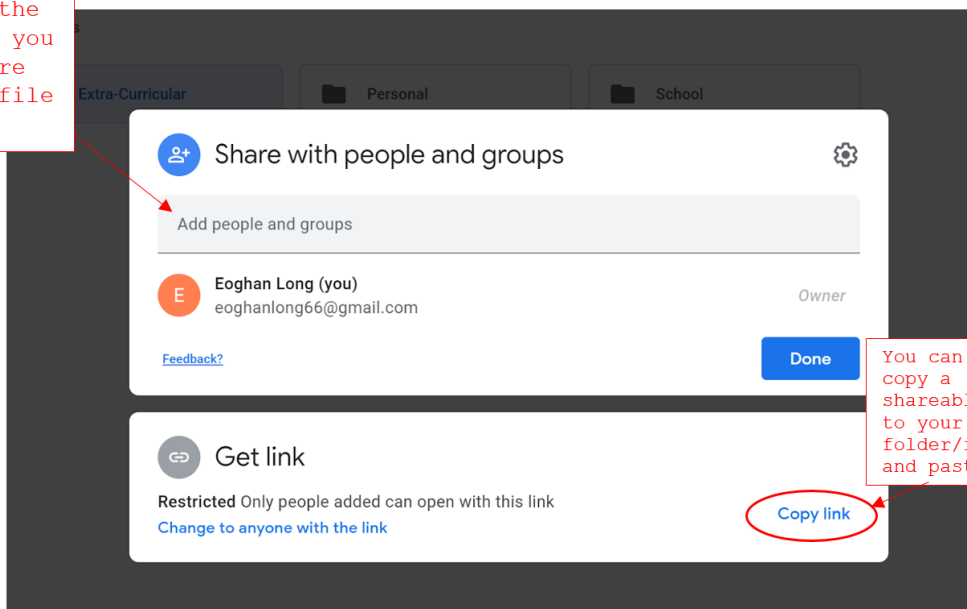 the
you
re
file
s
Extra-Curricular
Personal
School
Share with people and groups
Add people and groups
E
Eoghan Long (you)
eoghanlong66@gmail.com
Owner
Feedback?
Done
You can
copy a
to your
folder/
and past
Get link
Restricted Only people added can open with this link
Change to anyone with the link
Copy link